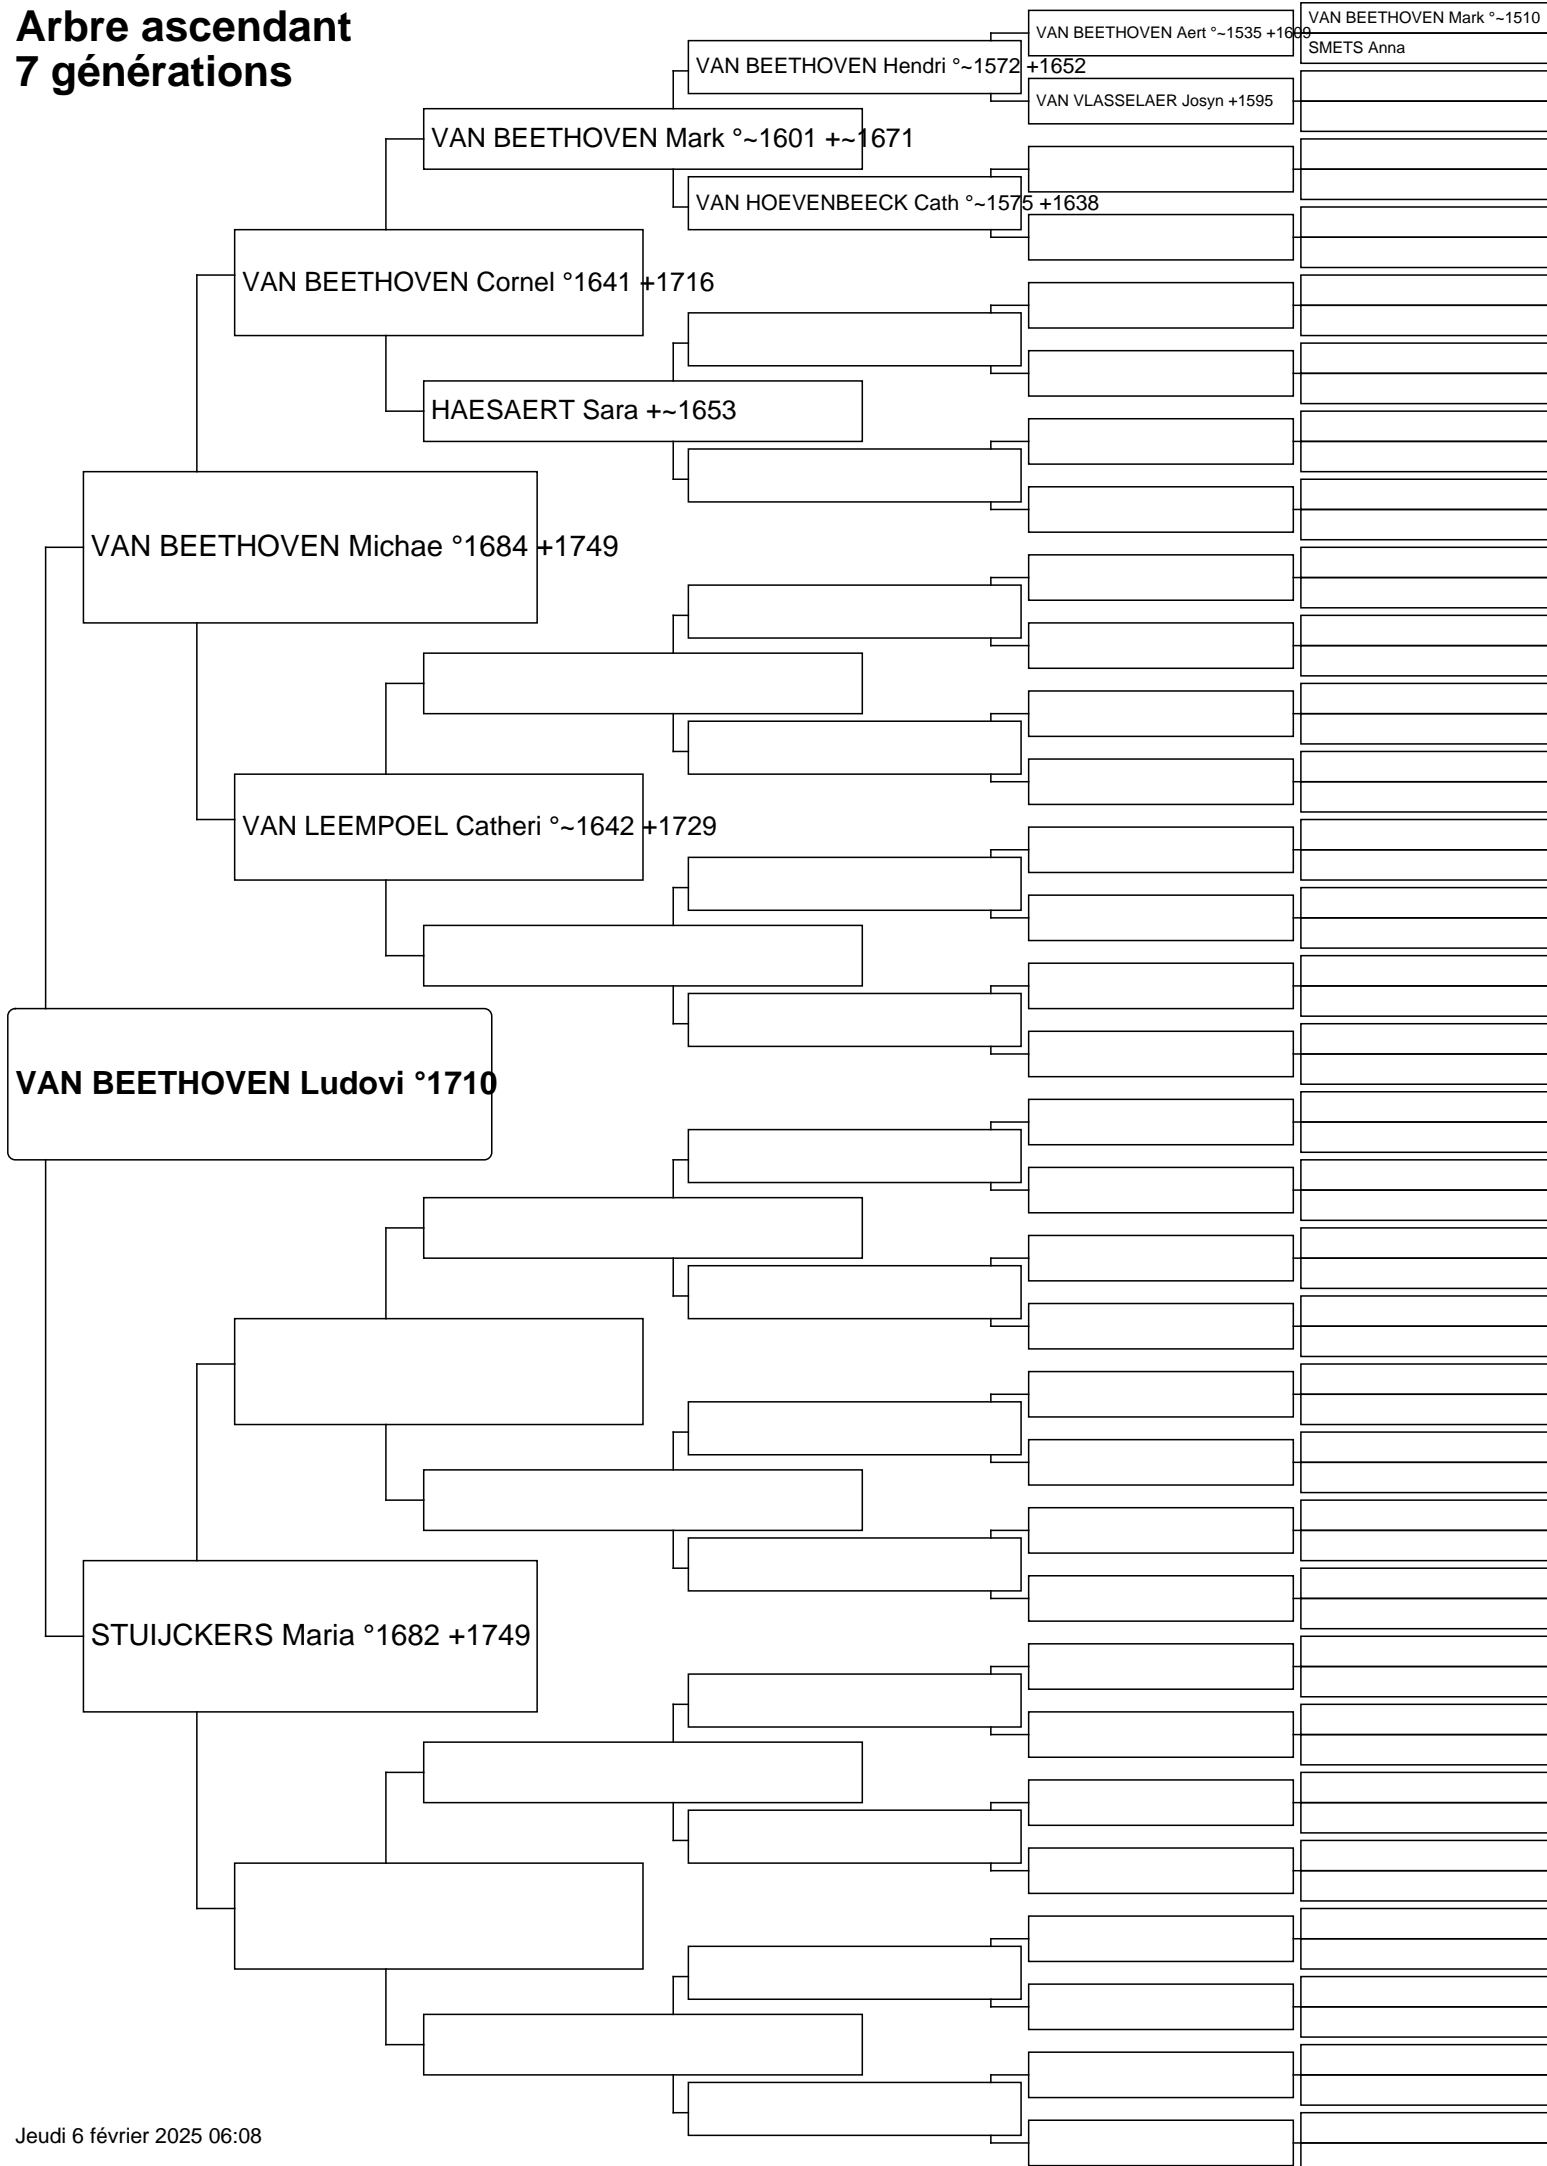 Arbre ascendant
7 générations
VAN BEETHOVEN Mark °~1510
SMETS Anna
VAN BEETHOVEN Aert °~1535 +1609
VAN BEETHOVEN Hendri °~1572 +1652
VAN VLASSELAER Josyn +1595
VAN BEETHOVEN Mark °~1601 +~1671
VAN HOEVENBEECK Cath °~1575 +1638
VAN BEETHOVEN Cornel °1641 +1716
HAESAERT Sara +~1653
VAN BEETHOVEN Michae °1684 +1749
VAN LEEMPOEL Catheri °~1642 +1729
VAN BEETHOVEN Ludovi °1710
STUIJCKERS Maria °1682 +1749
Jeudi 6 février 2025 06:08